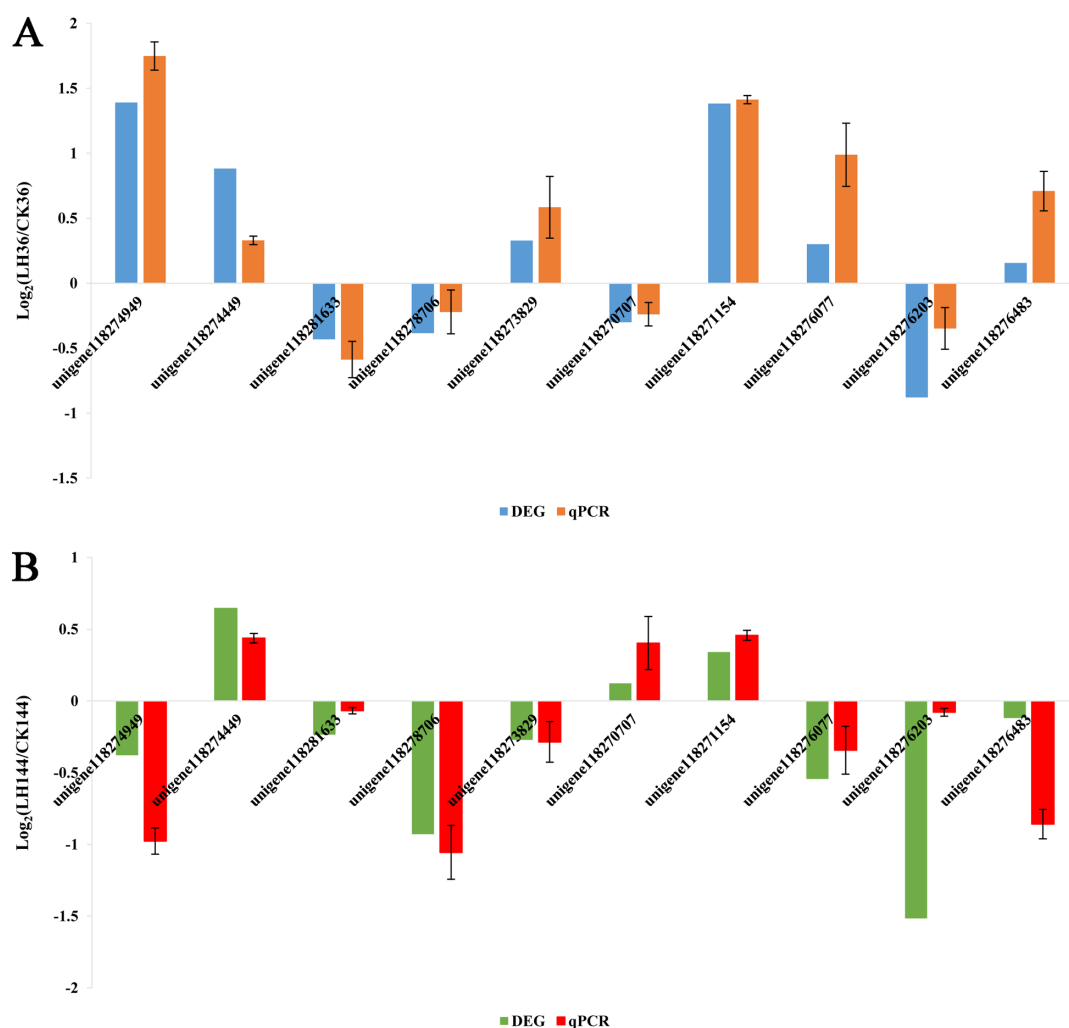 A
2
1.5
1
0.5
0
-0.5
-1
-1.5
Log2(LH36/CK36)
unigene118274949
unigene118274449
unigene118281633
unigene118278706
unigene118273829
unigene118270707
unigene118271154
unigene118276077
unigene118276203
unigene118276483
DEG qPCR
B
1
0.5
0
-0.5
-1
-1.5
-2
Log2(LH144/CK144)
unigene118274949
unigene118274449
unigene118281633
unigene118278706
unigene118273829
unigene118270707
unigene118271154
unigene118276077
unigene118276203
unigene118276483
DEG qPCR